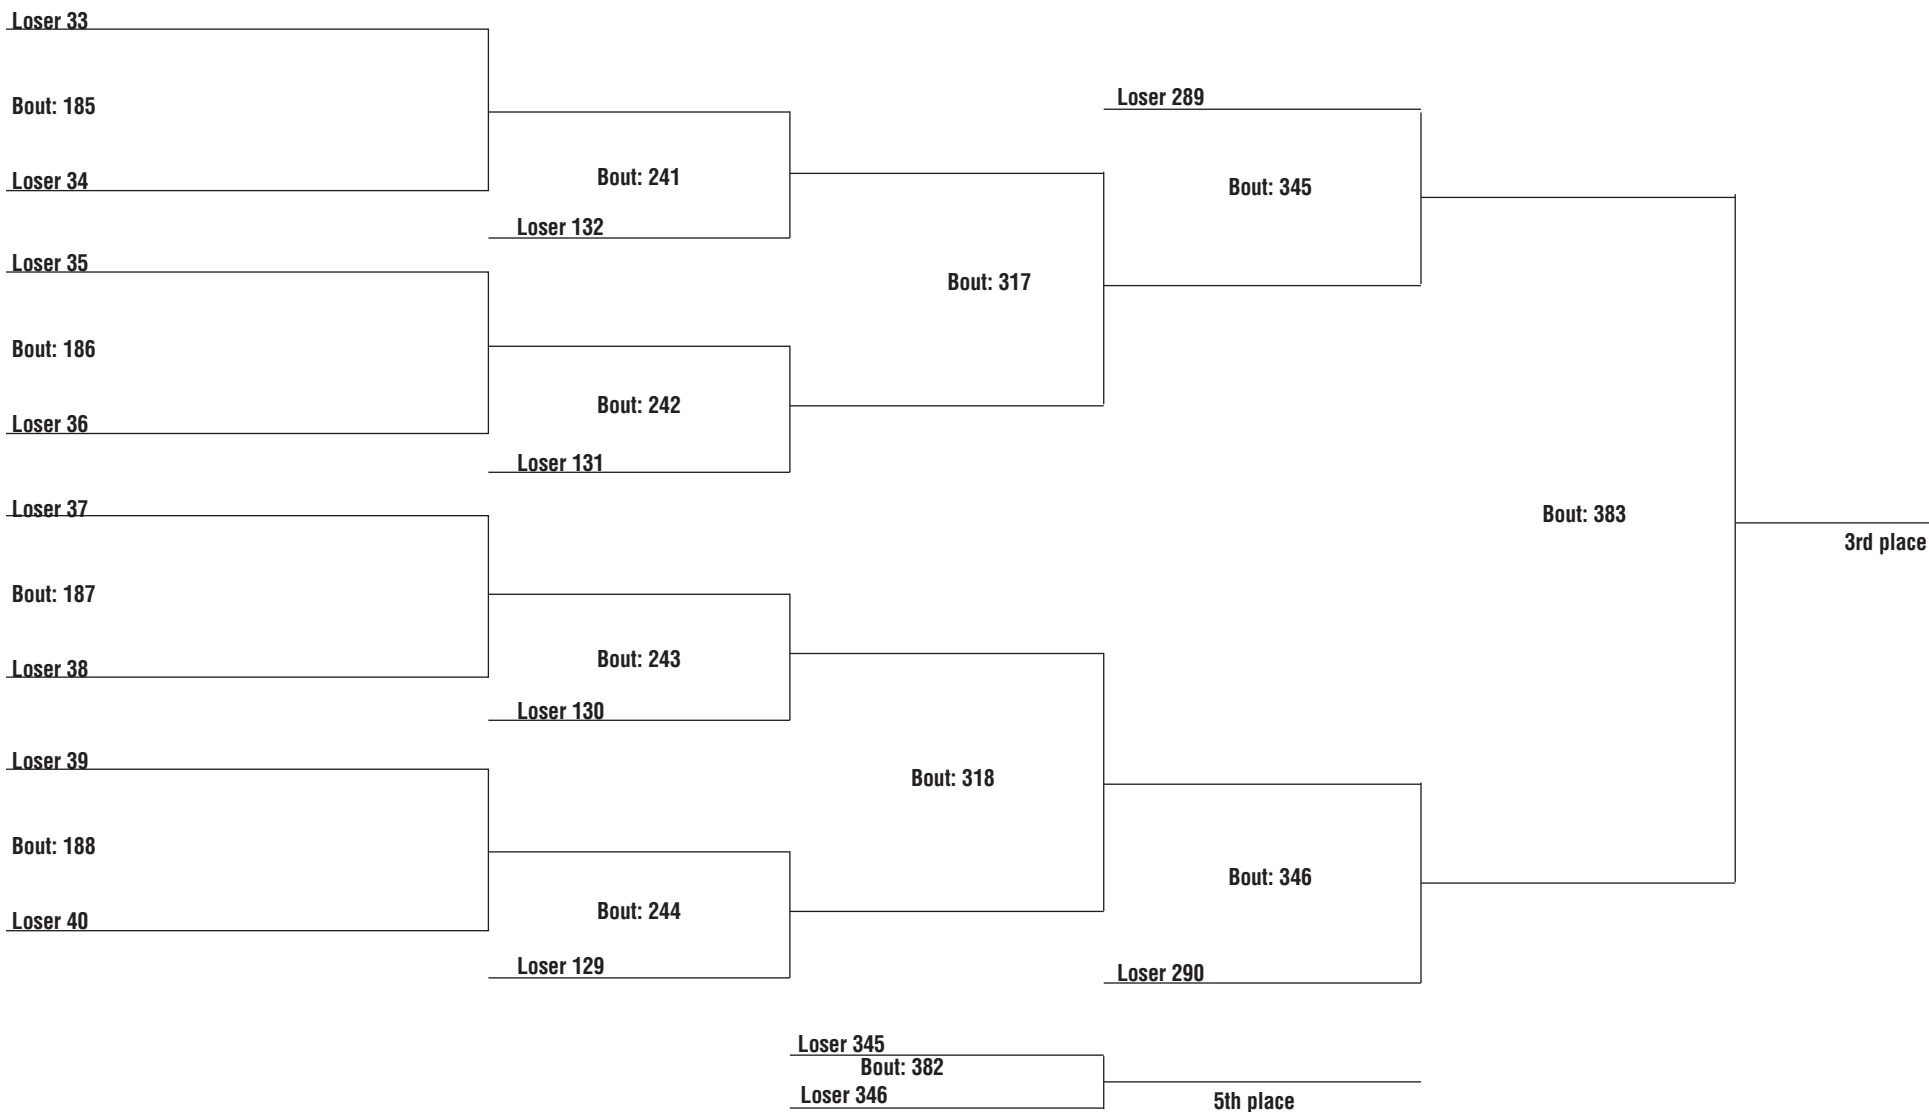 Loser 33
Bout: 185
Loser 34
Loser 35
Bout: 186
Loser 36
Loser 37
Bout: 187
Loser 38
Loser 39
Bout: 188
Loser 40
Bout: 241
Loser 132
Bout: 242
Loser 131
Bout: 243
Loser 130
Bout: 244
Loser 129
Bout: 317
Bout: 318
Loser 289
Bout: 345
Bout: 346
Loser 290
Bout: 383
3rd place
Loser 345
Bout: 382
Loser 346
5th place